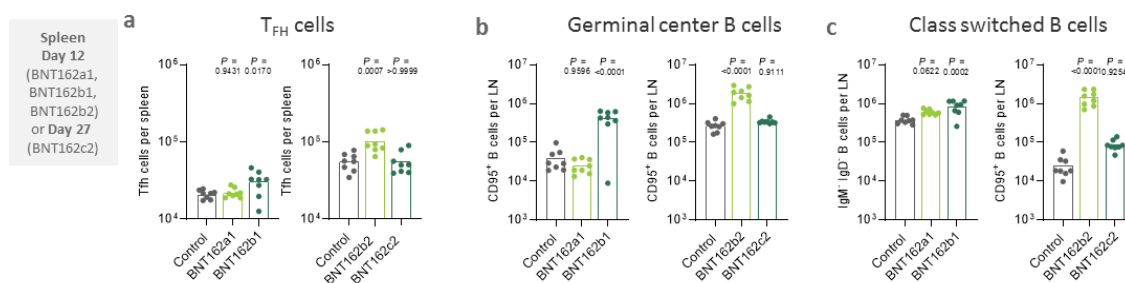 Spleen
Day 12
(BNT162a1,
BNT162b1,
BNT162b2)
or Day 27
(BNT162c2)
a
T_FH cells
Tfh cells per spleen
10⁶
10⁵
10⁴
P =
0.9431
P =
0.0170
Control
BNT162a1
BNT162b1
Tfh cells per spleen
10⁶
10⁵
10⁴
P =
0.0007
P =
>0.9999
Control
BNT162b2
BNT162c2
b
Germinal center B cells
CD95⁺ B cells per LN
10⁷
10⁶
10⁵
10⁴
10³
P =
0.9596
P =
<0.0001
Control
BNT162a1
BNT162b1
CD95⁺ B cells per LN
10⁷
10⁶
10⁵
10⁴
10³
P =
<0.0001
P =
0.9111
Control
BNT162b2
BNT162c2
c
Class switched B cells
IgM⁻ IgD⁻ B cells per LN
10⁷
10⁶
10⁵
10⁴
10³
P =
0.0622
P =
0.0002
Control
BNT162a1
BNT162b1
CD95⁺ B cells per LN
10⁷
10⁶
10⁵
10⁴
10³
P =
<0.0001
P =
0.9254
Control
BNT162b2
BNT162c2